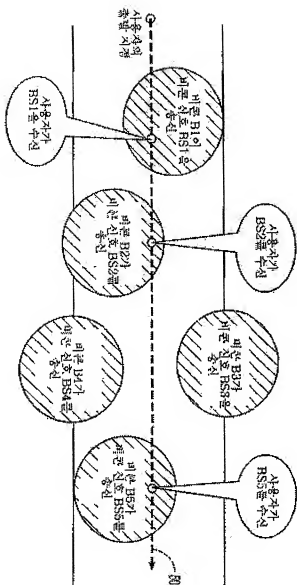 사용자의
출발 지점
비콘 B1이
비콘 신호 BS1을
송신
사용자가
BS1을 수신
비콘 B2가
비콘 신호 BS2를
송신
사용자가
BS2를 수신
비콘 B3가
비콘 신호 BS3을
송신
비콘 B4가
비콘 신호 BS4를
송신
비콘 B5가
비콘 신호 BS5를
송신
사용자가
BS5를 수신
50